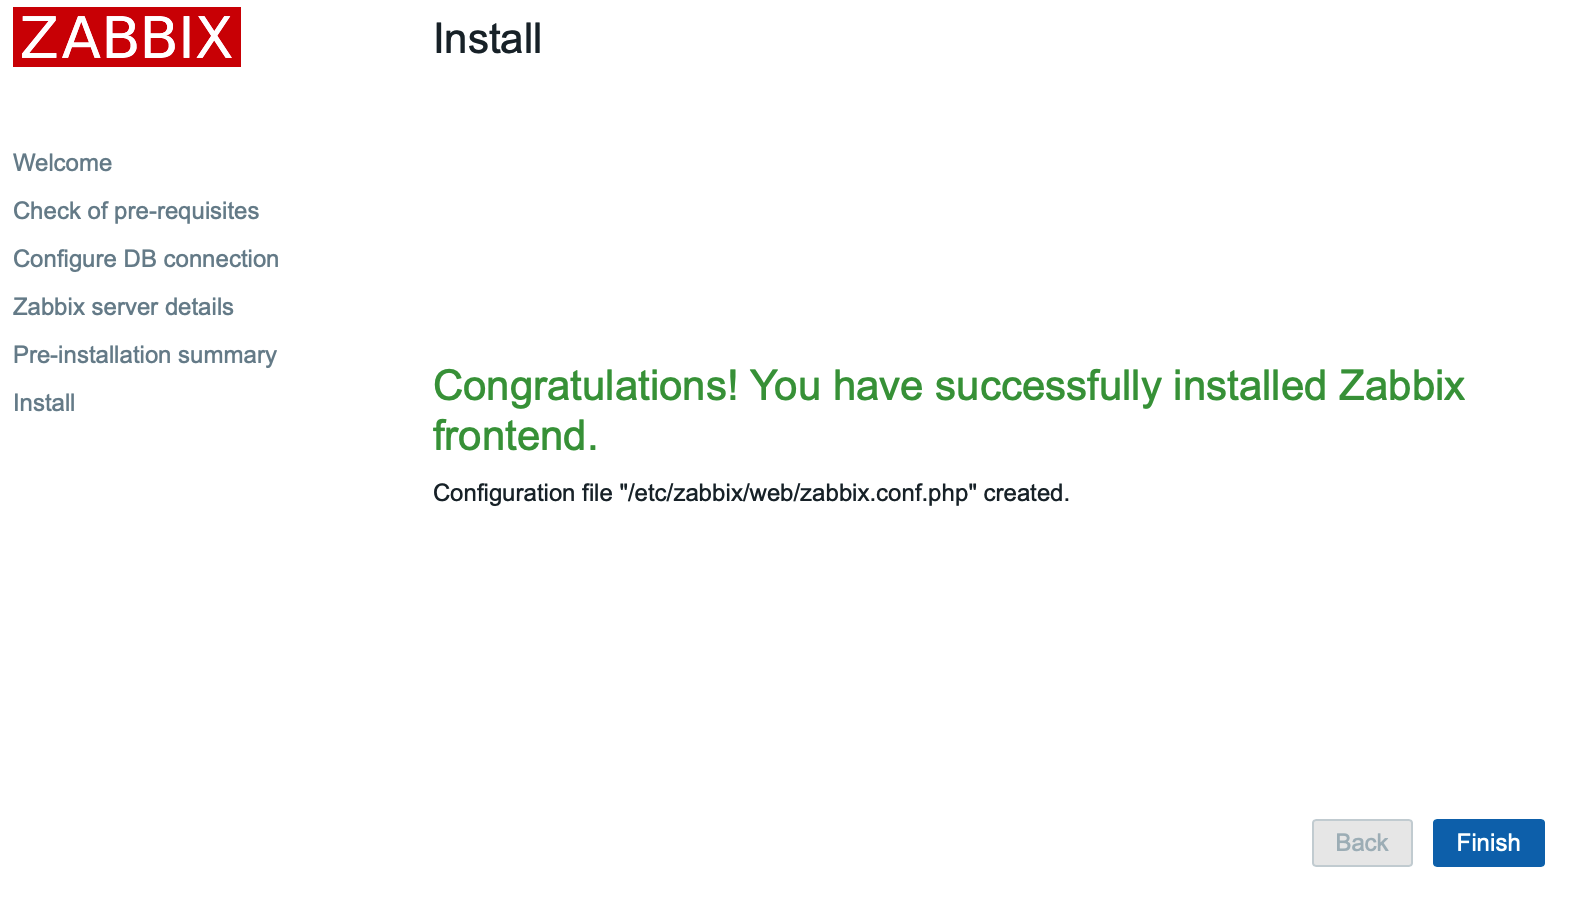 ZABBIX
Install
Welcome
Check of pre-requisites
Configure DB connection
Zabbix server details
Pre-installation summary
Install
Congratulations! You have successfully installed Zabbix
frontend.
Configuration file "/etc/zabbix/web/zabbix.conf.php" created.
Back
Finish